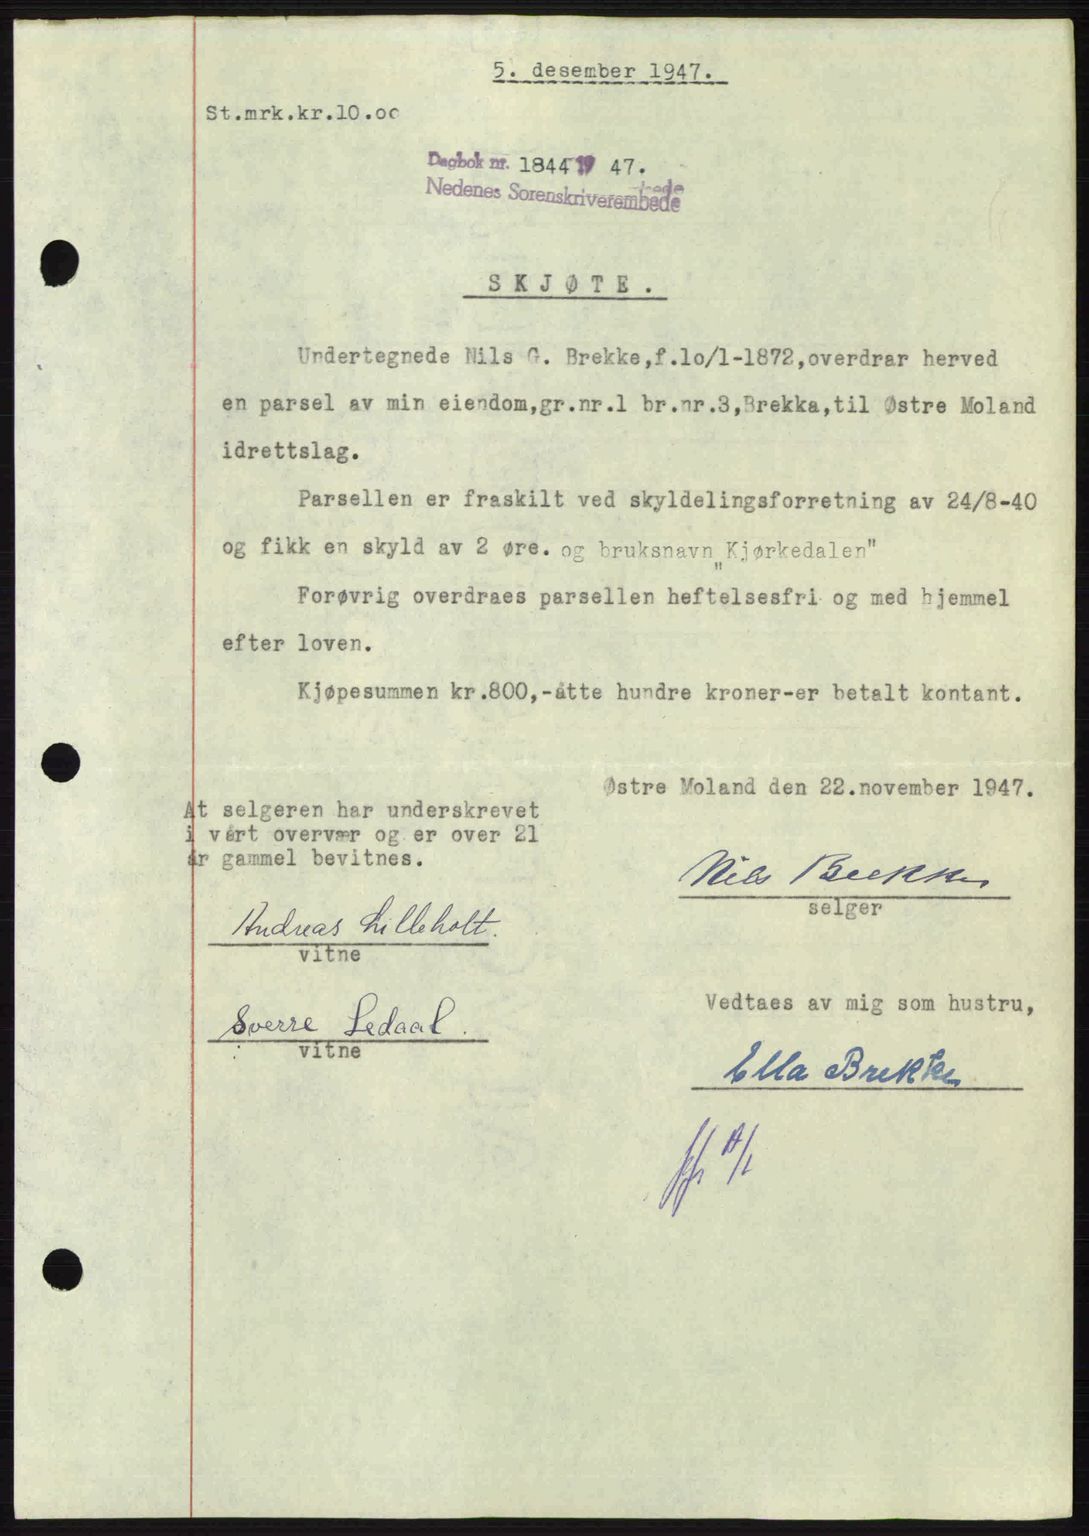 5. desember 1947.
St.mrk.kr.10.oo
Dagbok nr. 1844 19 47.
Nedenes Sorenskriverembede
SKJØTE.
Undertegnede Nils G. Brekke,f.lo/1-1872,overdrar herved
en parsel av min eiendom,gr.nr.1 br.nr.3,Brekka,til Østre Moland
idrettslag.
Parsellen er fraskilt ved skyldelingsforretning av 24/8-40
og fikk en skyld av 2 øre. og bruksnavn "Kjørkedalen"
Forøvrig overdraes parsellen heftelsesfri og med hjemmel
efter loven.
Kjøpesummen kr.800,-åtte hundre kroner-er betalt kontant.
Østre Moland den 22.november 1947.
At selgeren har underskrevet
i vårt overvær og er over 21
år gammel bevitnes.
Nils Brekke
selger
Andreas Lilleholt.
vitne
Vedtaes av mig som hustru,
Sverre Ledaal.
vitne
Ella Brekke